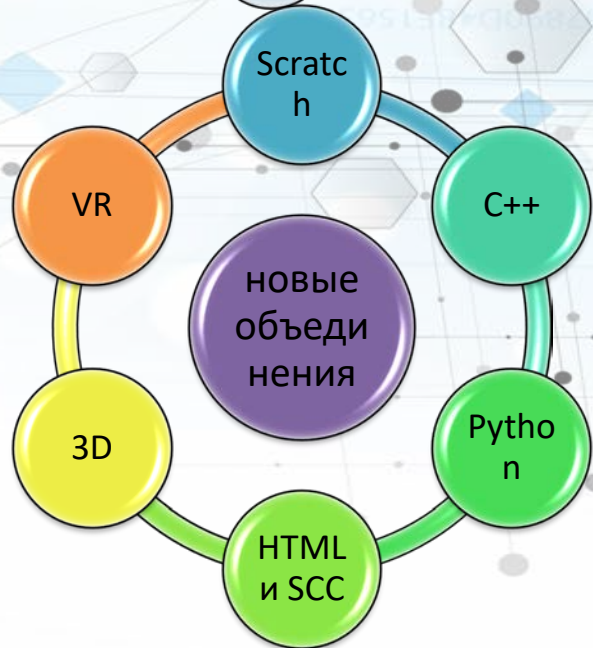 Scratc
h
VR
C++
новые
объеди
нения
3D
Pytho
n
HTML
и SCC